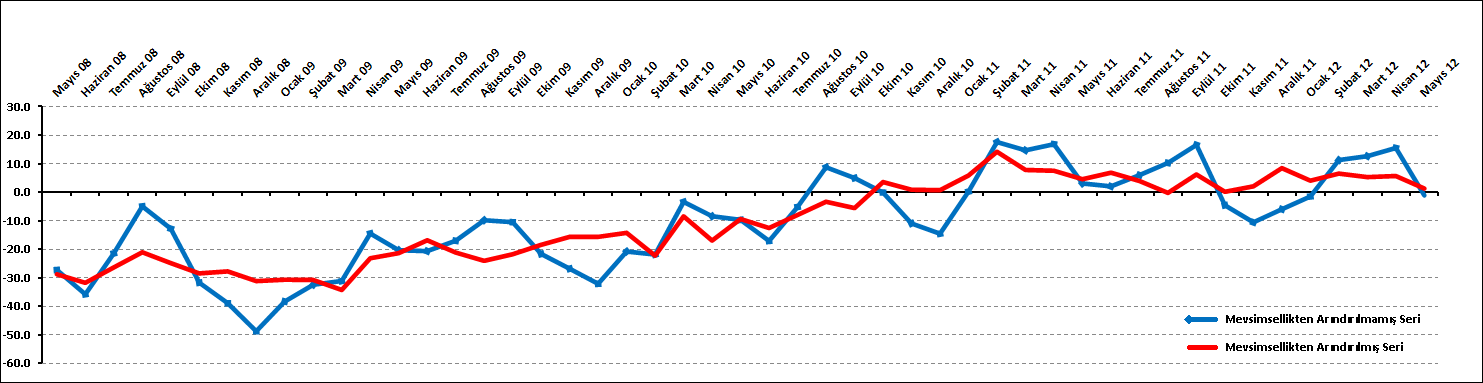 Mayıs 08
Haziran 08
Temmuz 08
Ağustos 08
Eylül 08
Ekim 08
Kasım 08
Aralık 08
Ocak 09
Şubat 09
Mart 09
Nisan 09
Mayıs 09
Haziran 09
Temmuz 09
Ağustos 09
Eylül 09
Ekim 09
Kasım 09
Aralık 09
Ocak 10
Şubat 10
Mart 10
Nisan 10
Mayıs 10
Haziran 10
Temmuz 10
Ağustos 10
Eylül 10
Ekim 10
Kasım 10
Aralık 10
Ocak 11
Şubat 11
Mart 11
Nisan 11
Mayıs 11
Haziran 11
Temmuz 11
Ağustos 11
Eylül 11
Ekim 11
Kasım 11
Aralık 11
Ocak 12
Şubat 12
Mart 12
Nisan 12
Mayıs 12
30.0
20.0
10.0
0.0
-10.0
-20.0
-30.0
-40.0
-50.0
-60.0
Mevsimsellikten Arındırılmamış Seri
Mevsimsellikten Arındırılmış Seri